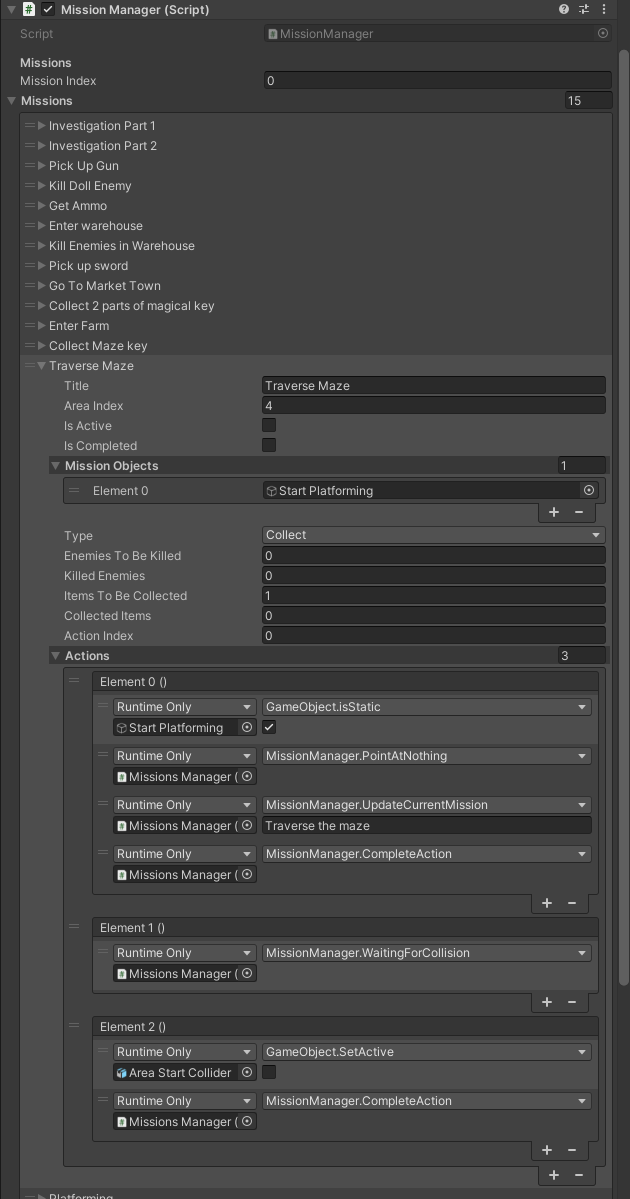 Mission Manager (Script)
Script MissionManager
Missions
Mission Index 0
Missions 15
Investigation Part 1
Investigation Part 2
Pick Up Gun
Kill Doll Enemy
Get Ammo
Enter warehouse
Kill Enemies in Warehouse
Pick up sword
Go To Market Town
Collect 2 parts of magical key
Enter Farm
Collect Maze key
Traverse Maze
Title Traverse Maze
Area Index 4
Is Active
Is Completed
Mission Objects 1
Element 0 Start Platforming
+ −
Type Collect
Enemies To Be Killed 0
Killed Enemies 0
Items To Be Collected 1
Collected Items 0
Action Index 0
Actions 3
Element 0 ()
Runtime Only GameObject.isStatic
Start Platforming
Runtime Only MissionManager.PointAtNothing
Missions Manager (
Runtime Only MissionManager.UpdateCurrentMission
Missions Manager ( Traverse the maze
Runtime Only MissionManager.CompleteAction
Missions Manager (
+ −
Element 1 ()
Runtime Only MissionManager.WaitingForCollision
Missions Manager (
+ −
Element 2 ()
Runtime Only GameObject.SetActive
Area Start Collider
Runtime Only MissionManager.CompleteAction
Missions Manager (
+ −
+ −
Platforming